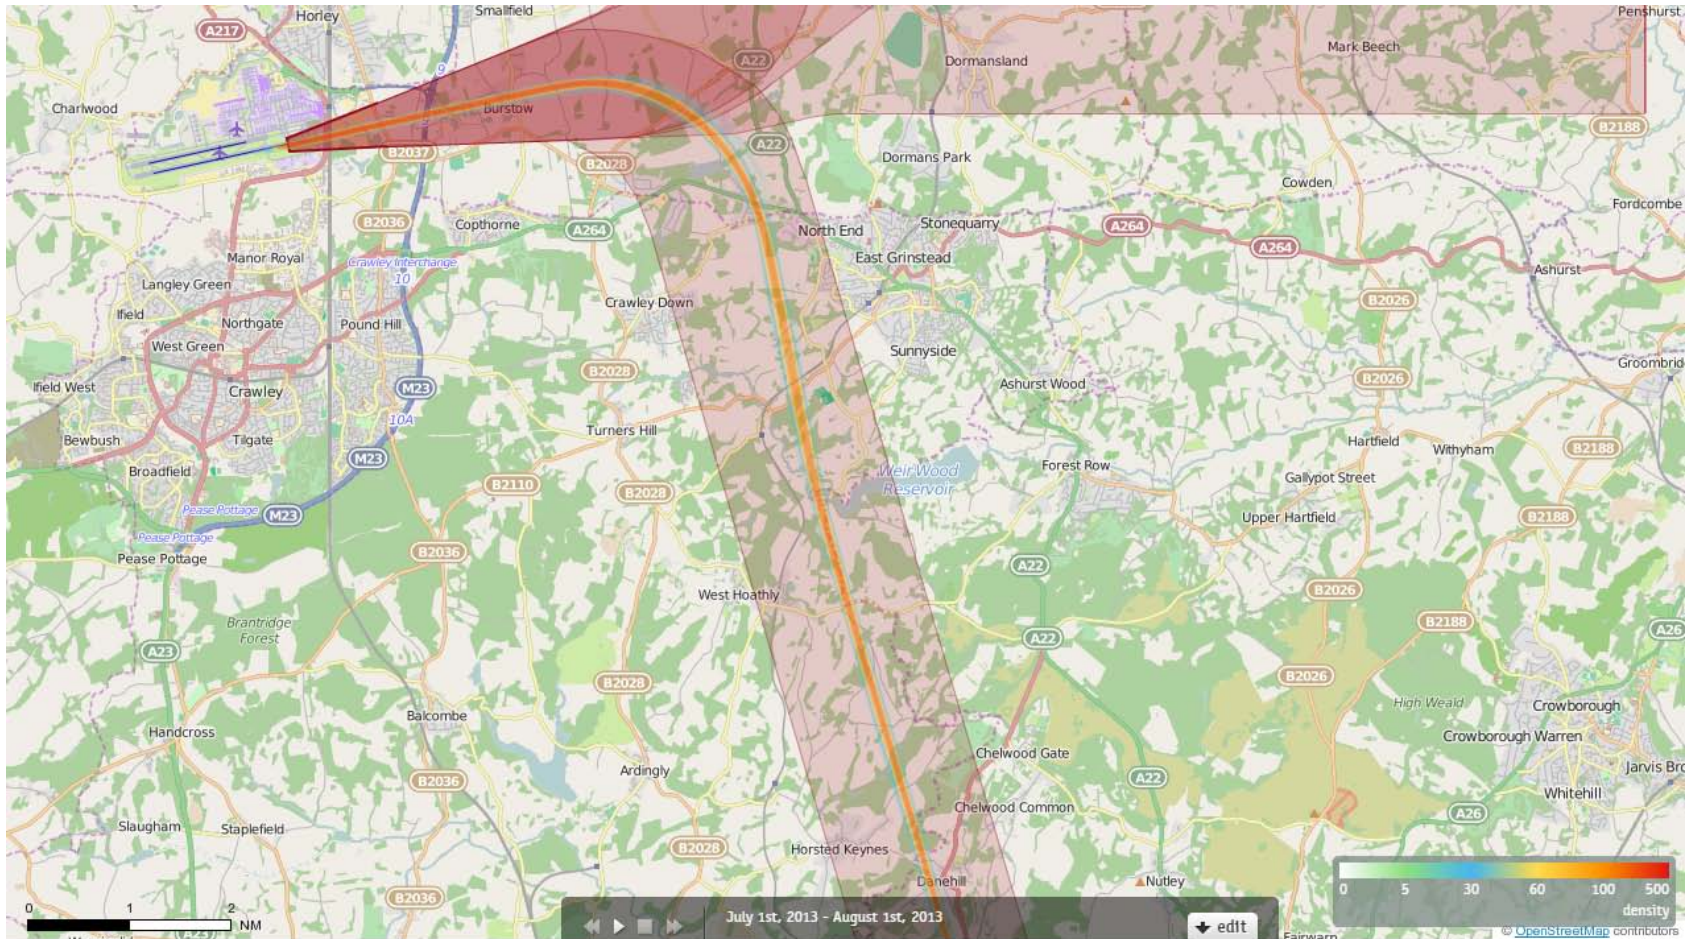 Horley
Smallfield
Penshurst
A217
9
A22
Dormansland
Mark Beech
Charlwood
Burstow
B2188
B2037
B2028
A22
Dormans Park
Cowden
Fordcombe
B2036
Copthorne
A264
North End
Stonequarry
A264
A264
Manor Royal
Crawley Interchange
10
East Grinstead
Ashurst
Langley Green
Crawley Down
B2026
Ifield
Northgate
Pound Hill
West Green
Sunnyside
Groombrid
Ifield West
Crawley
M23
B2028
Ashurst Wood
B2026
10A
Bewbush
Tilgate
Turners Hill
Hartfield
Withyham
B2188
Broadfield
M23
Weir Wood
Reservoir
Forest Row
Gallypot Street
B2110
B2028
Pease Pottage
M23
Upper Hartfield
B2188
Pease Pottage
Pease Pottage
B2036
A22
West Hoathly
B2026
Brantridge
Forest
A22
B2188
A26
A23
B2028
B2026
High Weald
Crowborough
Balcombe
Handcross
Crowborough Warren
Chelwood Gate
Ardingly
B2036
A22
Jarvis Bro
Whitehill
Chelwood Common
A26
Slaugham
Staplefield
B2028
Horsted Keynes
Danehill
Nutley
B2036
0 5 30 60 100 500
density
0 1 2
NM
A23
July 1st, 2013 - August 1st, 2013
edit
Fairwarp
© OpenStreetMap contributors